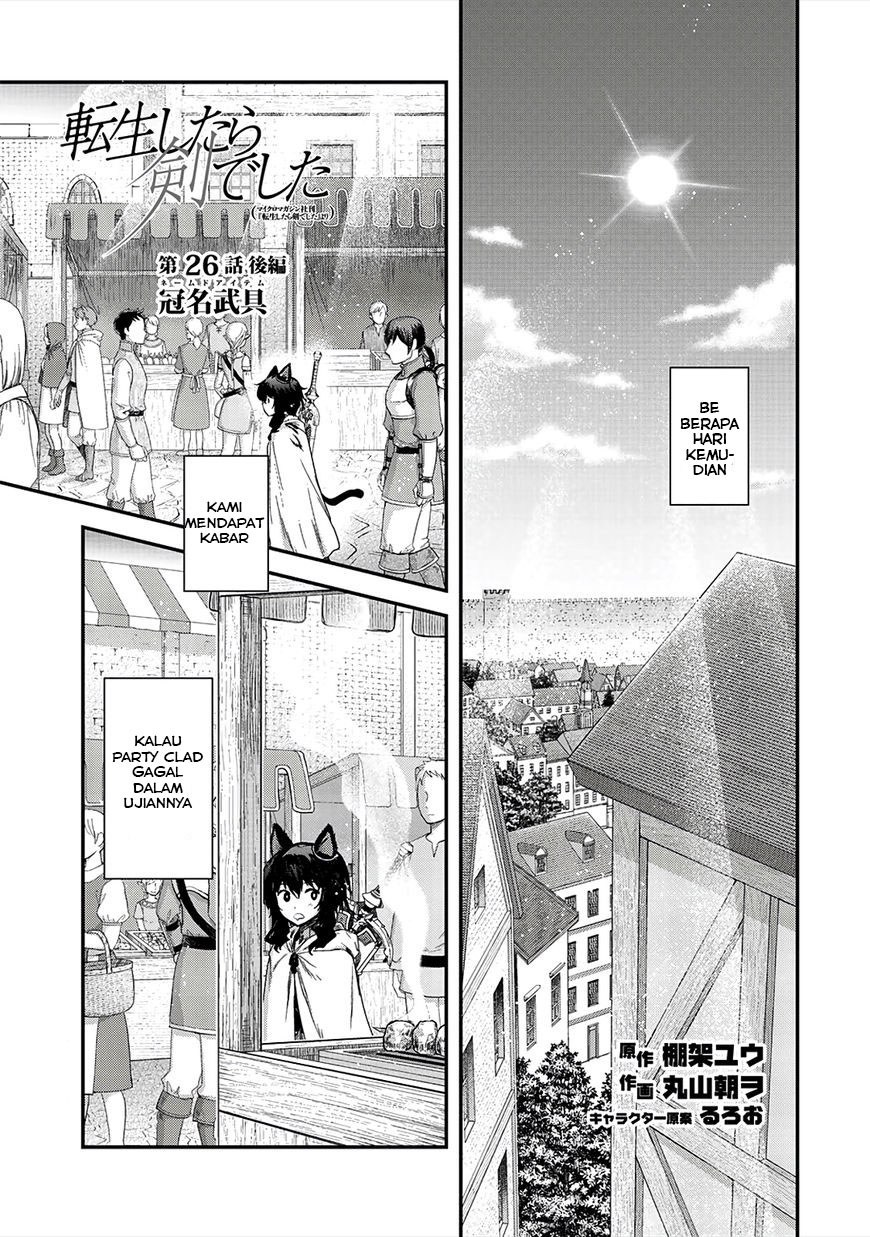 BE
BERAPA
HARI
KEMU-
DIAN
原作 棚架ユウ
作画 丸山朝ヲ
キャラクター原案 るろお
転生したら
剣でした
(マイクロマガジン社刊
『転生したら剣でした』より)
第26話 後編
ネームドアイテム
冠名武具
KAMI
MENDAPAT
KABAR
KALAU
PARTY CLAD
GAGAL
DALAM
UJIANNYA